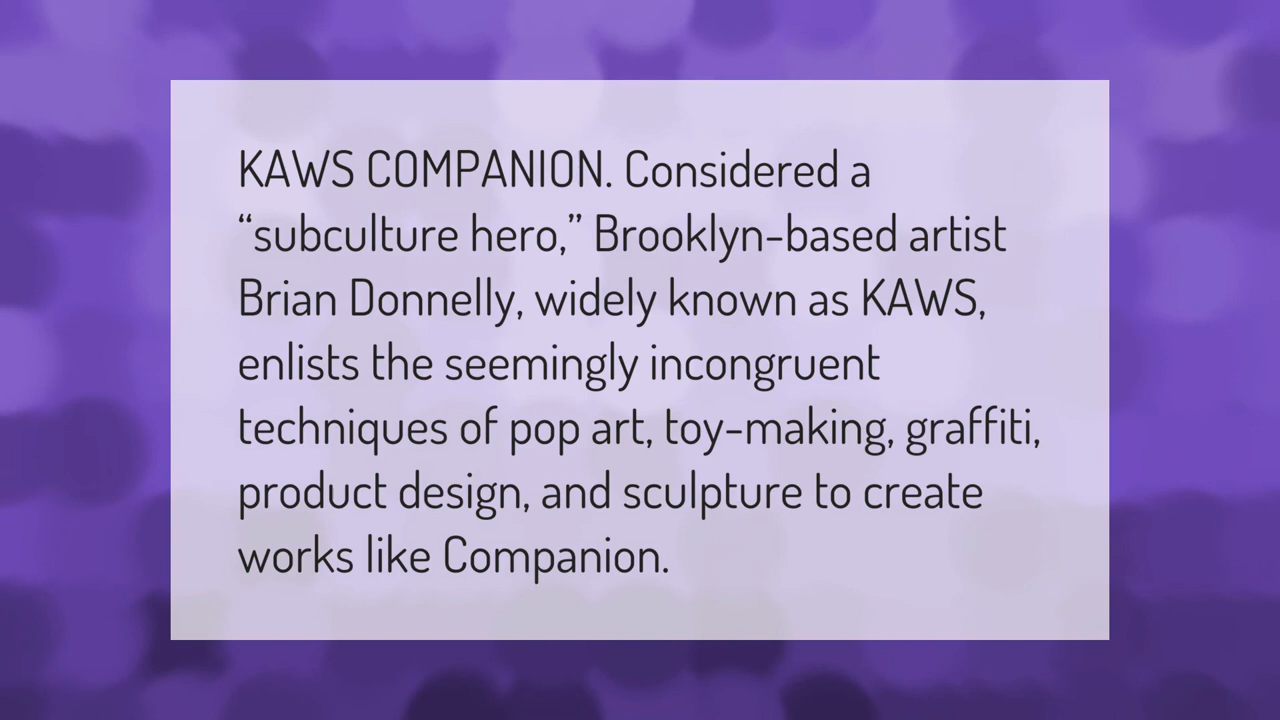 KAWS COMPANION. Considered a
“subculture hero,” Brooklyn-based artist
Brian Donnelly, widely known as KAWS,
enlists the seemingly incongruent
techniques of pop art, toy-making, graffiti,
product design, and sculpture to create
works like Companion.